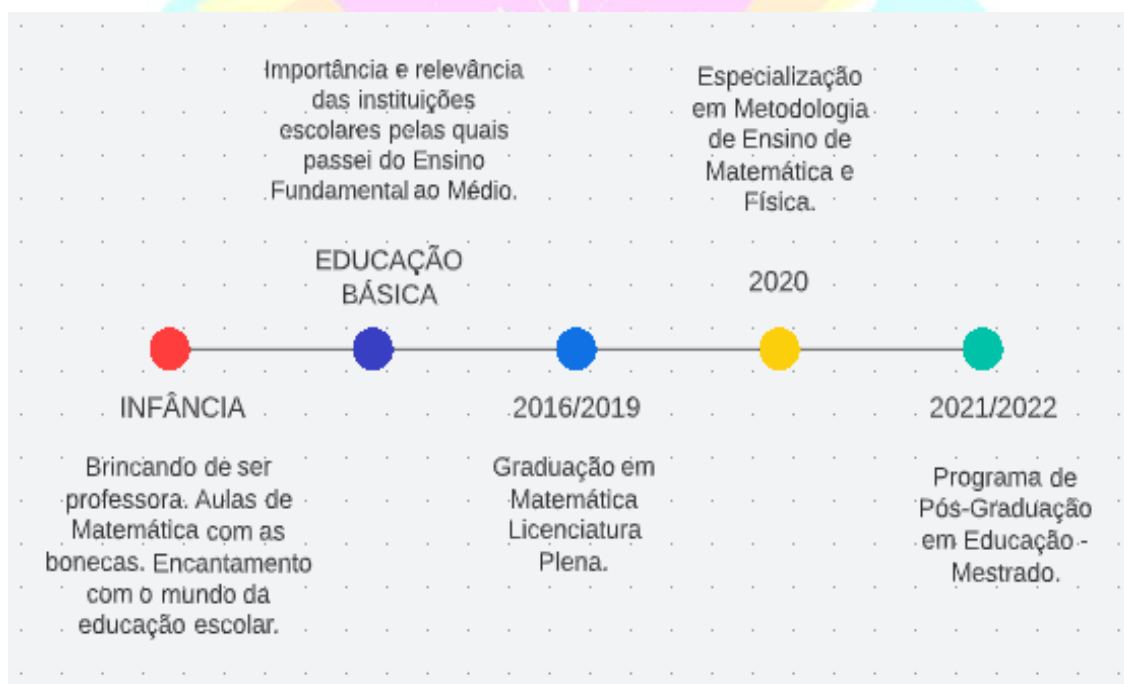 INFÂNCIA
Brincando de ser
professora. Aulas de
Matemática com as
bonecas. Encantamento
com o mundo da
educação escolar.
Importância e relevância
das instituições
escolares pelas quais
passei do Ensino
Fundamental ao Médio.
EDUCAÇÃO
BÁSICA
2016/2019
Graduação em
Matemática
Licenciatura
Plena.
Especialização
em Metodologia
de Ensino de
Matemática e
Física.
2020
2021/2022
Programa de
Pós-Graduação
em Educação -
Mestrado.